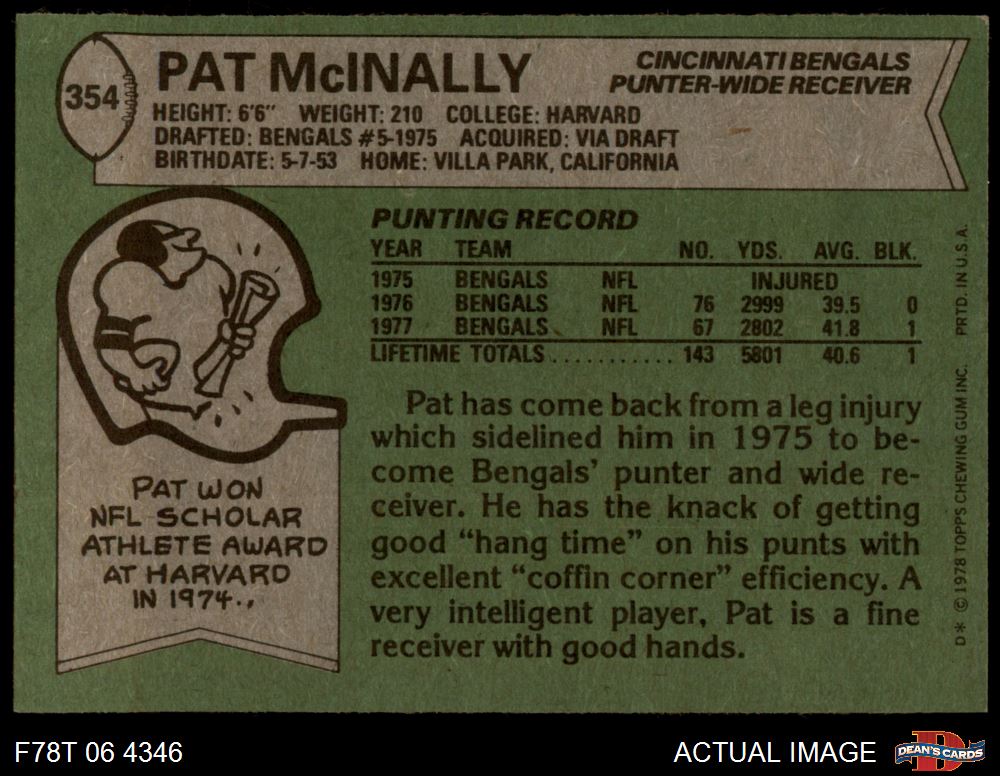 354
PAT McINALLY
CINCINNATI BENGALS
PUNTER-WIDE RECEIVER
HEIGHT: 6'6" WEIGHT: 210 COLLEGE: HARVARD
DRAFTED: BENGALS #5-1975 ACQUIRED: VIA DRAFT
BIRTHDATE: 5-7-53 HOME: VILLA PARK, CALIFORNIA
PUNTING RECORD
YEAR TEAM NO. YDS. AVG. BLK.
1975 BENGALS NFL INJURED
1976 BENGALS NFL 76 2999 39.5 0
1977 BENGALS NFL 67 2802 41.8 1
LIFETIME TOTALS ........... 143 5801 40.6 1
Pat has come back from a leg injury
which sidelined him in 1975 to be-
come Bengals' punter and wide re-
ceiver. He has the knack of getting
good "hang time" on his punts with
excellent "coffin corner" efficiency. A
very intelligent player, Pat is a fine
receiver with good hands.
PAT WON
NFL SCHOLAR
ATHLETE AWARD
AT HARVARD
IN 1974..
D* © 1978 TOPPS CHEWING GUM INC. PRTD. IN U.S.A.
F78T 06 4346
ACTUAL IMAGE
DEAN'S CARDS